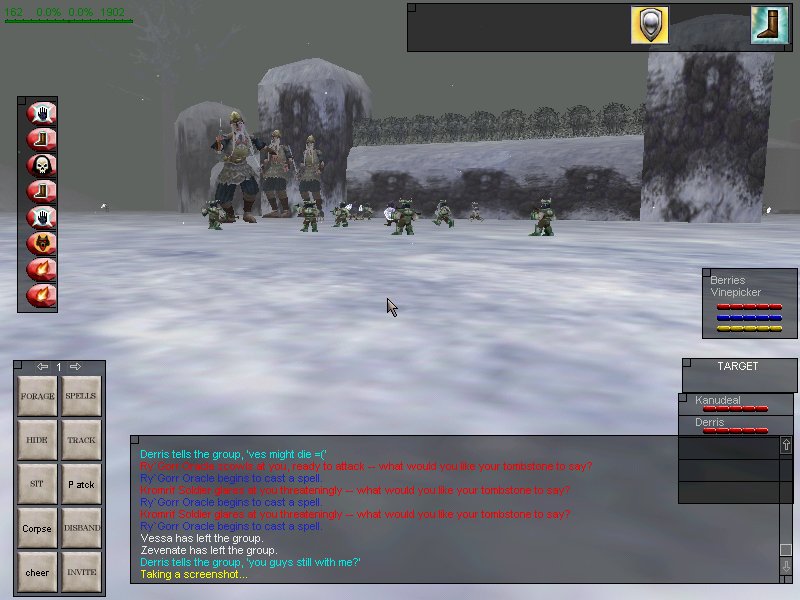 162 0.0% 0.0% 1902
Berries
Vinepicker
1
TARGET
FORAGE SPELLS
Kanudeal
HIDE TRACK
Derris
SIT P atck
Corpse DISBAND
cheer INVITE
Derris tells the group, 'ves might die =('
Ry`Gorr Oracle scowls at you, ready to attack -- what would you like your tombstone to say?
Ry`Gorr Oracle begins to cast a spell.
Kromrif Soldier glares at you threateningly -- what would you like your tombstone to say?
Ry`Gorr Oracle begins to cast a spell.
Kromrif Soldier glares at you threateningly -- what would you like your tombstone to say?
Ry`Gorr Oracle begins to cast a spell.
Vessa has left the group.
Zevenate has left the group.
Derris tells the group, 'you guys still with me?'
Taking a screenshot...